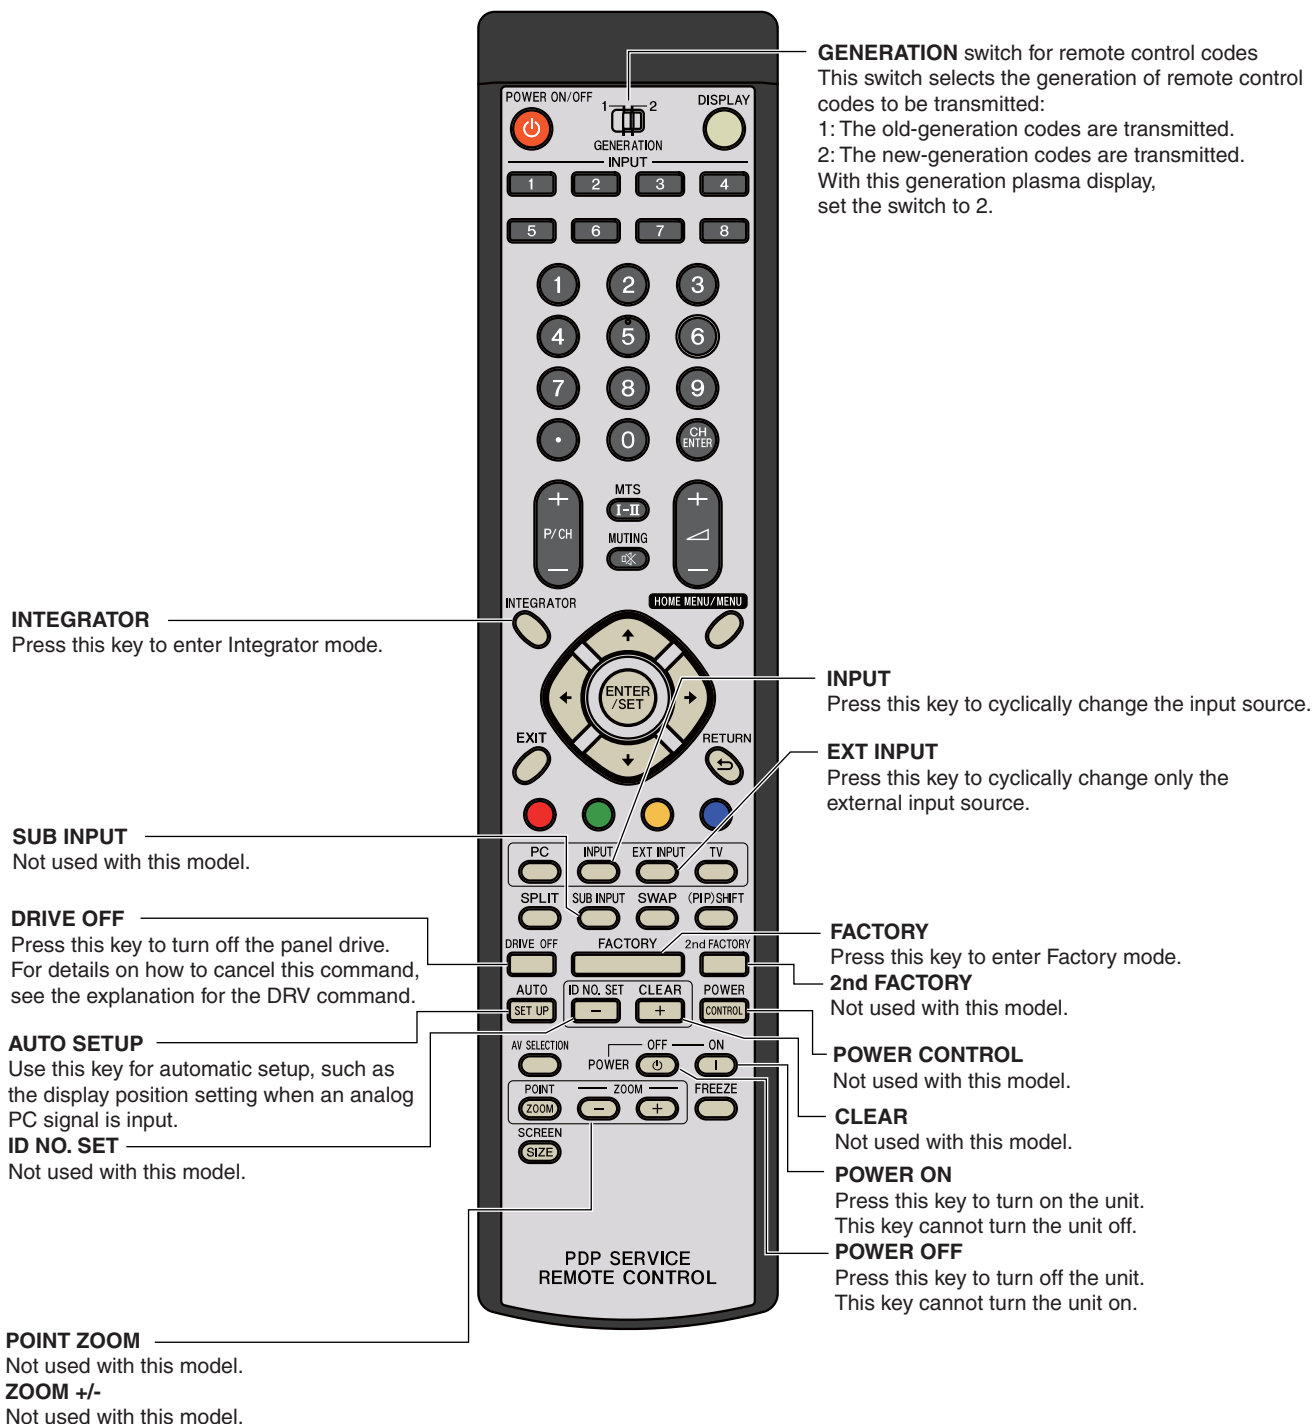 GENERATION switch for remote control codes
This switch selects the generation of remote control
codes to be transmitted:
1: The old-generation codes are transmitted.
2: The new-generation codes are transmitted.
With this generation plasma display,
set the switch to 2.
POWER ON/OFF
1 2
DISPLAY
GENERATION
INPUT
1 2 3 4
5 6 7 8
1 2 3
4 5 6
7 8 9
• 0 CH ENTER
+ MTS +
I-II
P/CH MUTING
– –
INTEGRATOR
Press this key to enter Integrator mode.
INTEGRATOR HOME MENU/MENU
ENTER
/SET
EXIT RETURN
INPUT
Press this key to cyclically change the input source.
EXT INPUT
Press this key to cyclically change only the
external input source.
SUB INPUT
Not used with this model.
PC INPUT EXT INPUT TV
SPLIT SUB INPUT SWAP (PIP)SHIFT
DRIVE OFF FACTORY 2nd FACTORY
AUTO ID NO. SET CLEAR POWER
SET UP – + CONTROL
AV SELECTION POWER OFF ON
I
POINT ZOOM FREEZE
ZOOM – +
SCREEN
SIZE
PDP SERVICE
REMOTE CONTROL
DRIVE OFF
Press this key to turn off the panel drive.
For details on how to cancel this command,
see the explanation for the DRV command.
AUTO SETUP
Use this key for automatic setup, such as
the display position setting when an analog
PC signal is input.
ID NO. SET
Not used with this model.
FACTORY
Press this key to enter Factory mode.
2nd FACTORY
Not used with this model.
POWER CONTROL
Not used with this model.
CLEAR
Not used with this model.
POWER ON
Press this key to turn on the unit.
This key cannot turn the unit off.
POWER OFF
Press this key to turn off the unit.
This key cannot turn the unit on.
POINT ZOOM
Not used with this model.
ZOOM +/-
Not used with this model.